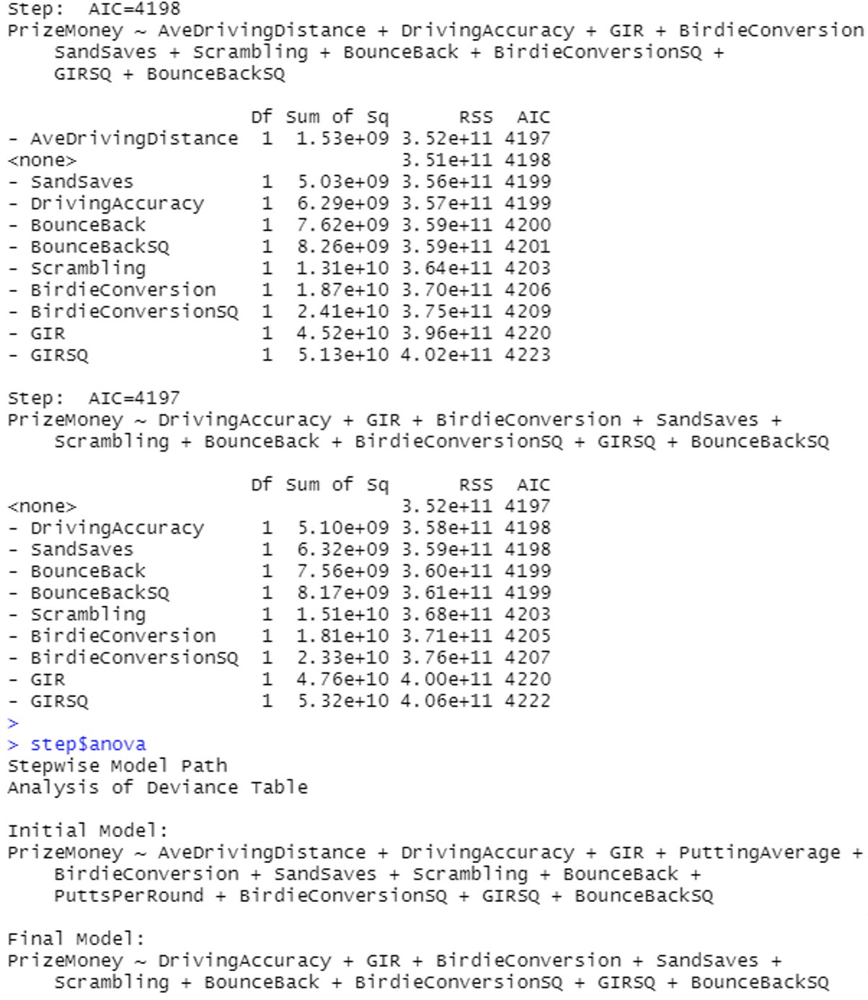 Step:  AIC=4198
PrizeMoney ~ AveDrivingDistance + DrivingAccuracy + GIR + BirdieConversion
    SandSaves + Scrambling + BounceBack + BirdieConversionSQ +
    GIRSQ + BounceBackSQ
                     Df Sum of Sq      RSS  AIC
- AveDrivingDistance  1  1.53e+09 3.52e+11 4197
<none>                            3.51e+11 4198
- SandSaves           1  5.03e+09 3.56e+11 4199
- DrivingAccuracy     1  6.29e+09 3.57e+11 4199
- BounceBack          1  7.62e+09 3.59e+11 4200
- BounceBackSQ        1  8.26e+09 3.59e+11 4201
- Scrambling          1  1.31e+10 3.64e+11 4203
- BirdieConversion    1  1.87e+10 3.70e+11 4206
- BirdieConversionSQ  1  2.41e+10 3.75e+11 4209
- GIR                 1  4.52e+10 3.96e+11 4220
- GIRSQ               1  5.13e+10 4.02e+11 4223
Step:  AIC=4197
PrizeMoney ~ DrivingAccuracy + GIR + BirdieConversion + SandSaves +
    Scrambling + BounceBack + BirdieConversionSQ + GIRSQ + BounceBackSQ
                     Df Sum of Sq      RSS  AIC
<none>                            3.52e+11 4197
- DrivingAccuracy     1  5.10e+09 3.58e+11 4198
- SandSaves           1  6.32e+09 3.59e+11 4198
- BounceBack          1  7.56e+09 3.60e+11 4199
- BounceBackSQ        1  8.17e+09 3.61e+11 4199
- Scrambling          1  1.51e+10 3.68e+11 4203
- BirdieConversion    1  1.81e+10 3.71e+11 4205
- BirdieConversionSQ  1  2.33e+10 3.76e+11 4207
- GIR                 1  4.76e+10 4.00e+11 4220
- GIRSQ               1  5.32e+10 4.06e+11 4222
>
> step$anova
Stepwise Model Path
Analysis of Deviance Table
Initial Model:
PrizeMoney ~ AveDrivingDistance + DrivingAccuracy + GIR + PuttingAverage +
    BirdieConversion + SandSaves + Scrambling + BounceBack +
    PuttsPerRound + BirdieConversionSQ + GIRSQ + BounceBackSQ
Final Model:
PrizeMoney ~ DrivingAccuracy + GIR + BirdieConversion + SandSaves +
    Scrambling + BounceBack + BirdieConversionSQ + GIRSQ + BounceBackSQ